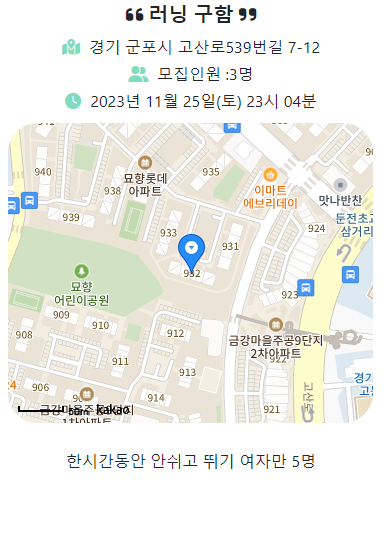 ❝ 러닝 구함 ❞
경기 군포시 고산로539번길 7-12
모집인원 :3명
2023년 11월 25일(토) 23시 04분
940
묘향롯데
아파트
935
938
이마트
에브리데이
맛나반찬
939
933
931
924
둔전초교
삼거리
932
묘향
어린이공원
923
909
910
912
금강마을주공9단지
2차아파트
911
913
922
906
908
914
921
고산로
kakao
한시간동안 안쉬고 뛰기 여자만 5명